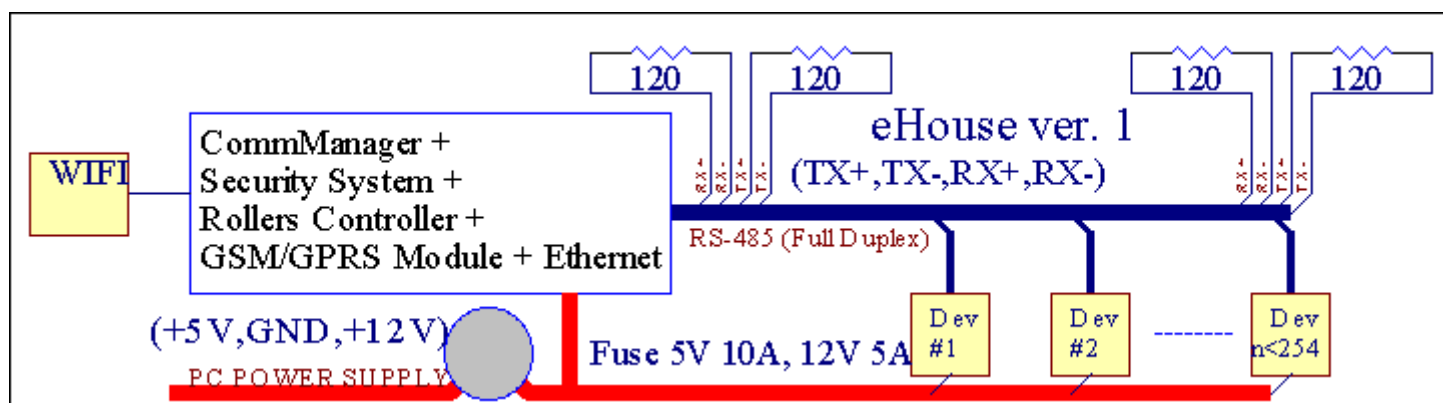 120
120
120
120
eHouse ver. 1
(TX+,TX-,RX+,RX-)
RX+
RX-
TX+
TX-
RX+
RX-
TX+
TX-
WIFI
CommManager +
Security System +
Rollers Controller +
GSM/GPRS Module + Ethernet
RS-485 (Full Duplex)
Dev
#1
Dev
#2
Dev
n<254
(+5V,GND,+12V)
PC POWER SUPPLY
Fuse 5V 10A, 12V 5A